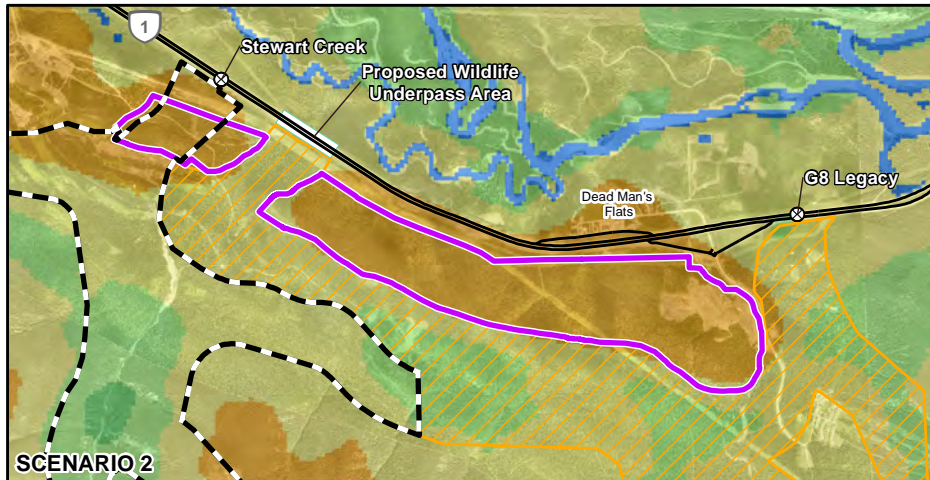 1
Stewart Creek
Proposed Wildlife
Underpass Area
G8 Legacy
Dead Man's
Flats
SCENARIO 2